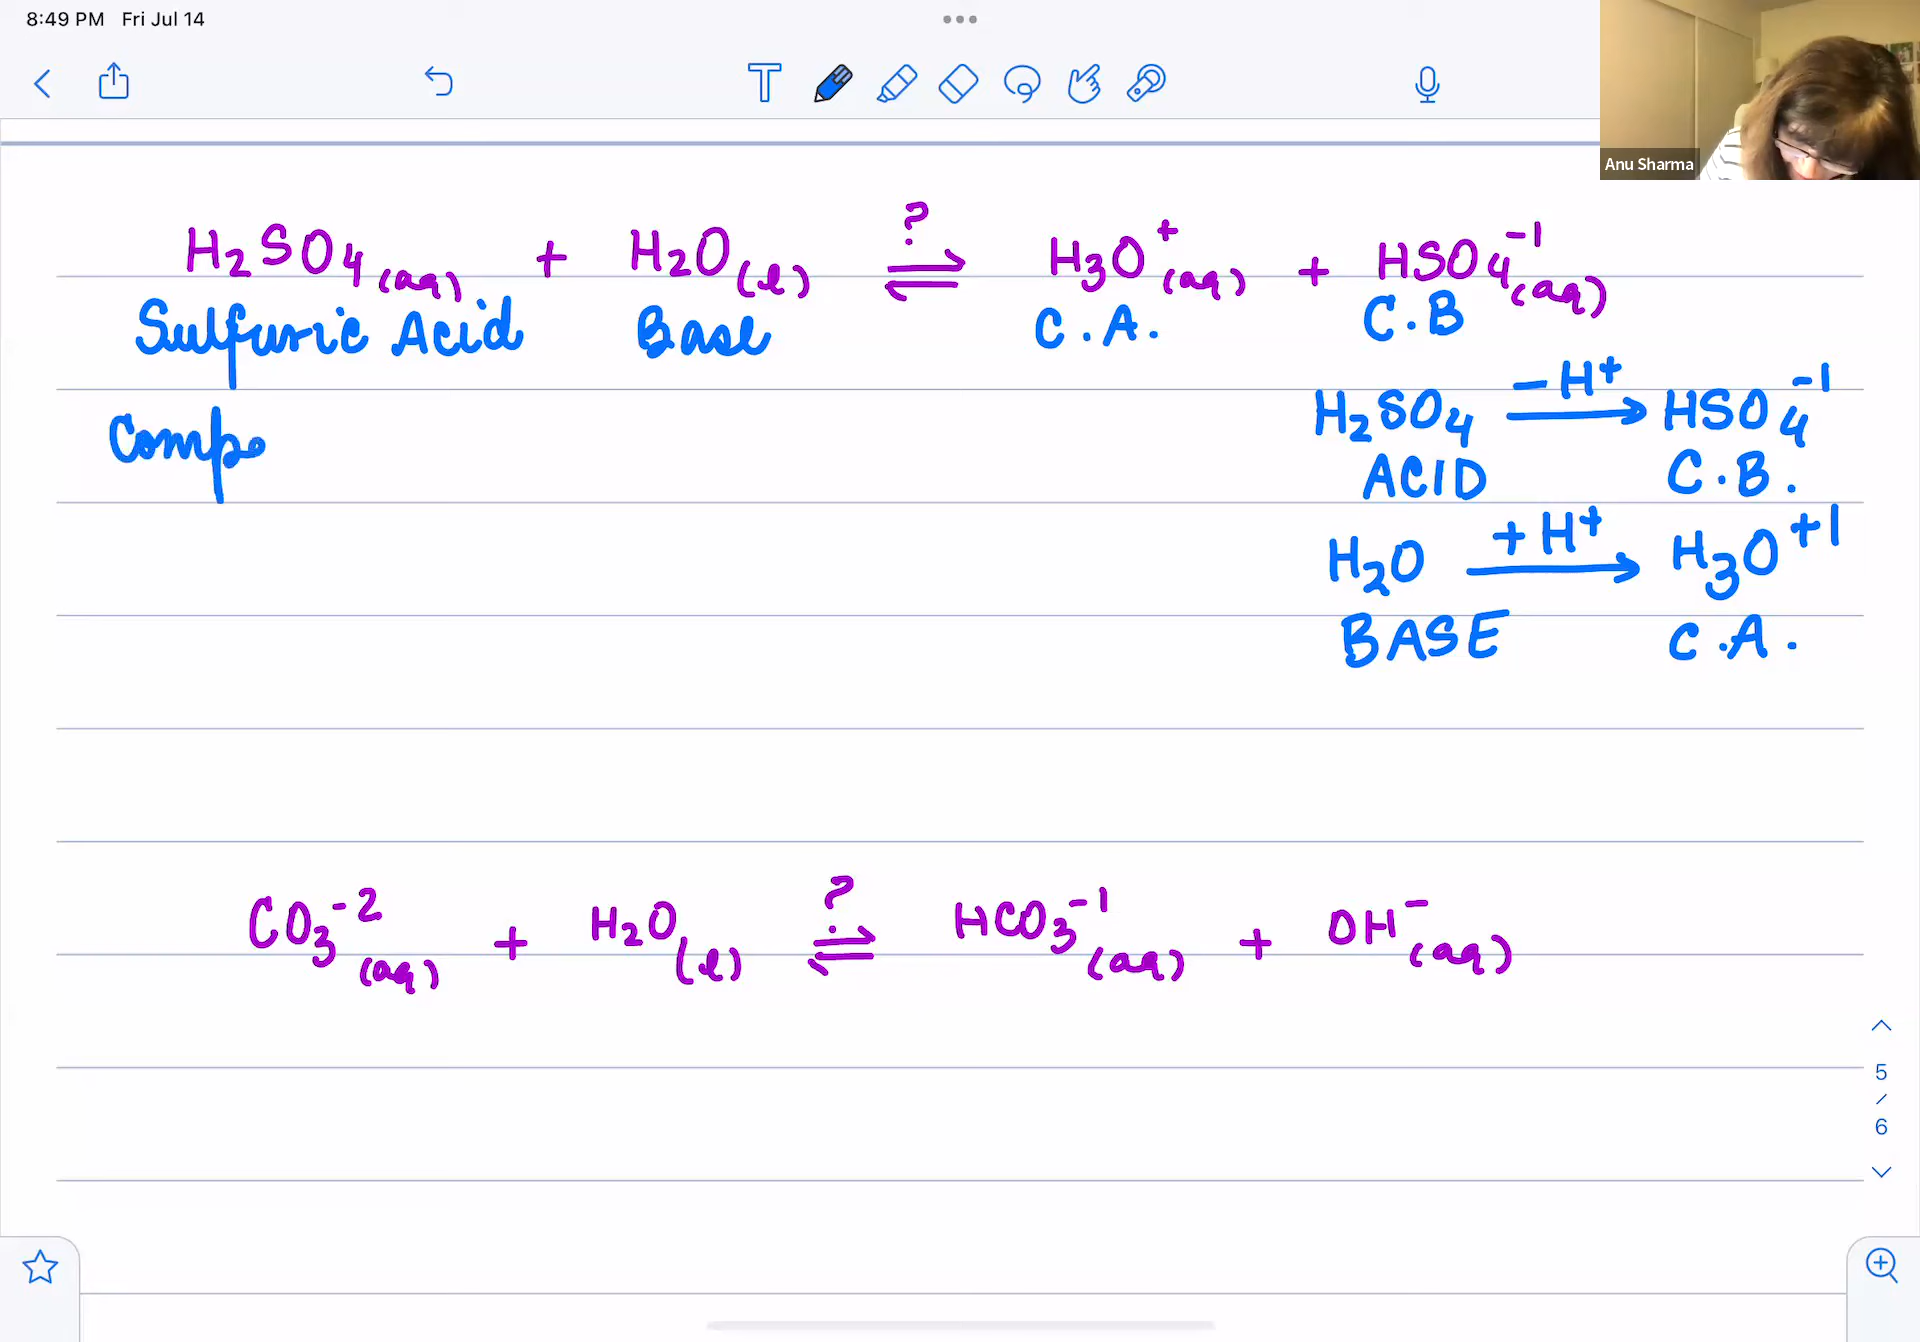 8:49 PM Fri Jul 14
Anu Sharma
?
H2SO4(aq) + H2O(l) ⇌ H3O+(aq) + HSO4-1(aq)
Sulfuric Acid Base C.A. C.B
H2SO4 -H+→ HSO4-1
Compo
ACID C.B.
H2O +H+→ H3O+1
BASE C.A.
?
CO3-2(aq) + H2O(l) ⇌ HCO3-1(aq) + OH-(aq)
5
/
6